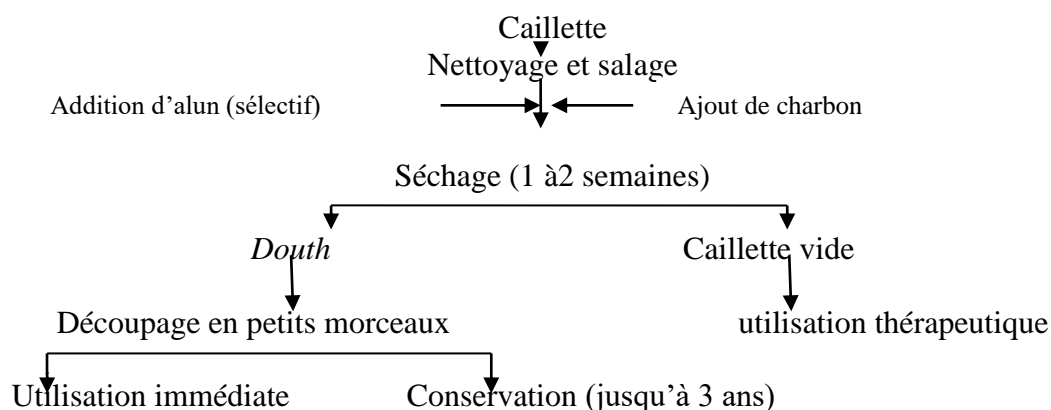 Caillette
Nettoyage et salage
Addition d’alun (sélectif) Ajout de charbon
Séchage (1 à2 semaines)
Douth Caillette vide
Découpage en petits morceaux utilisation thérapeutique
Utilisation immédiate Conservation (jusqu’à 3 ans)